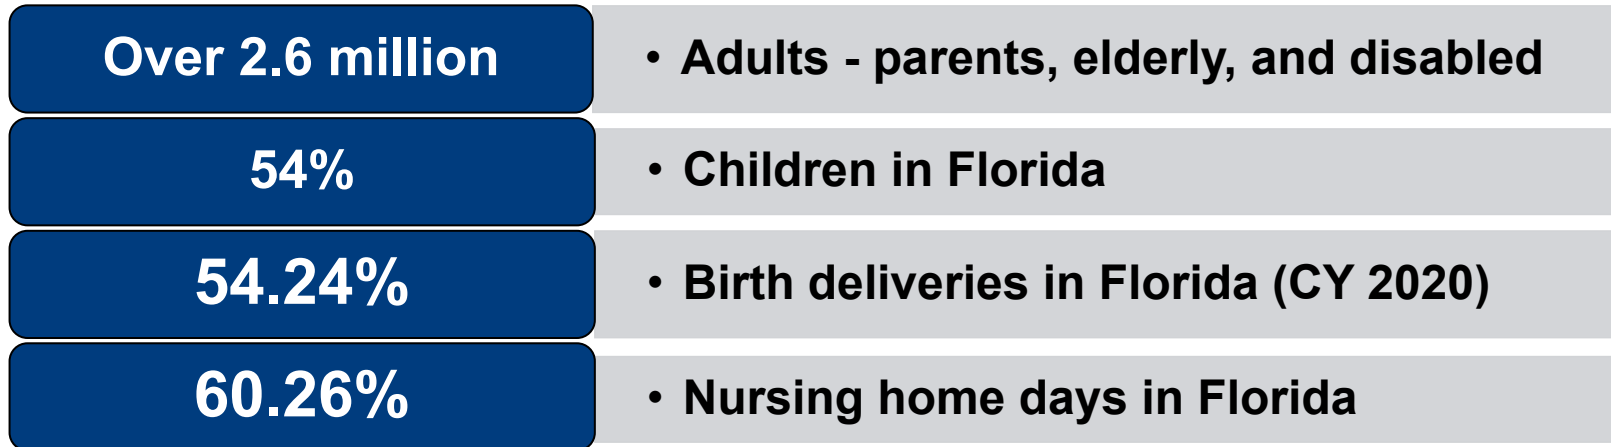 Over 2.6 million
• Adults - parents, elderly, and disabled
54%
• Children in Florida
54.24%
• Birth deliveries in Florida (CY 2020)
60.26%
• Nursing home days in Florida